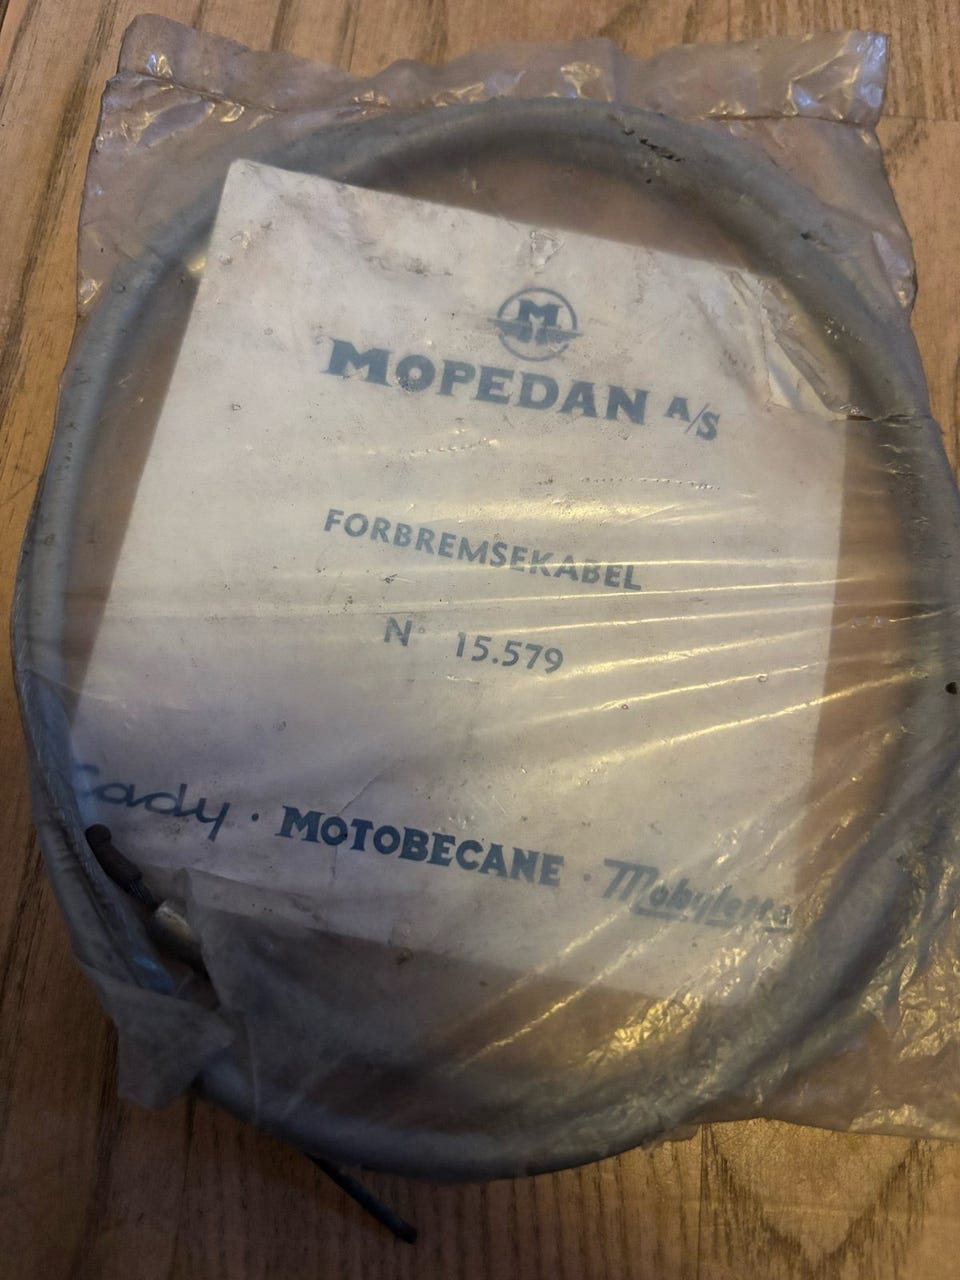 M
MOPEDAN A/S
FORBREMSEKABEL
N° 15.579
Cady · MOTOBECANE · Mobylette